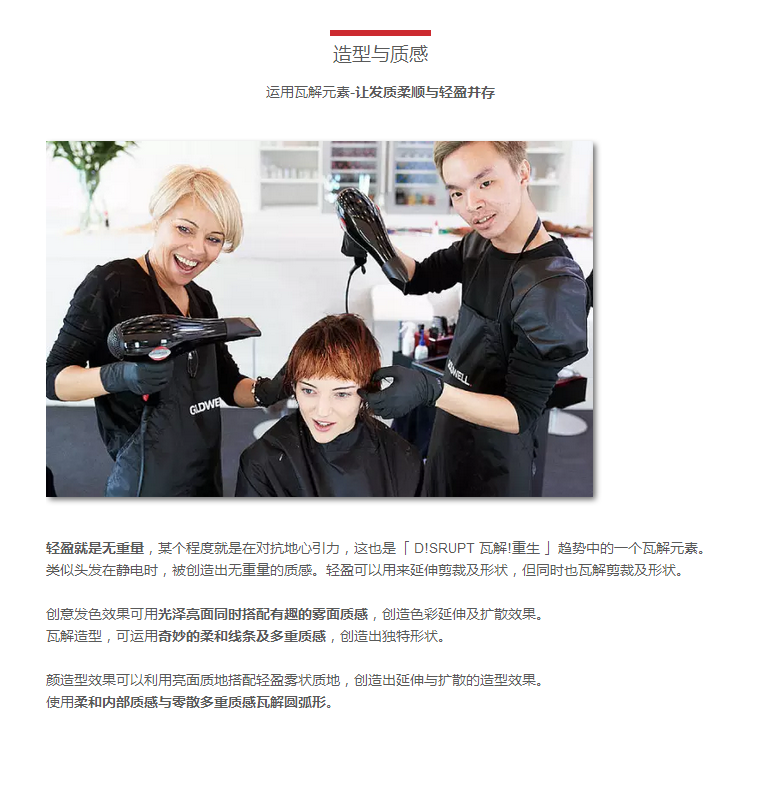 造型与质感
运用瓦解元素-让发质柔顺与轻盈并存
GOLDWELL
GOLDWELL
轻盈就是无重量，某个程度就是在对抗地心引力，这也是「 D!SRUPT 瓦解!重生 」趋势中的一个瓦解元素。
类似头发在静电时，被创造出无重量的质感。轻盈可以用来延伸剪裁及形状，但同时也瓦解剪裁及形状。
创意发色效果可用光泽亮面同时搭配有趣的雾面质感，创造色彩延伸及扩散效果。
瓦解造型，可运用奇妙的柔和线条及多重质感，创造出独特形状。
颜造型效果可以利用亮面质地搭配轻盈雾状质地，创造出延伸与扩散的造型效果。
使用柔和内部质感与零散多重质感瓦解圆弧形。